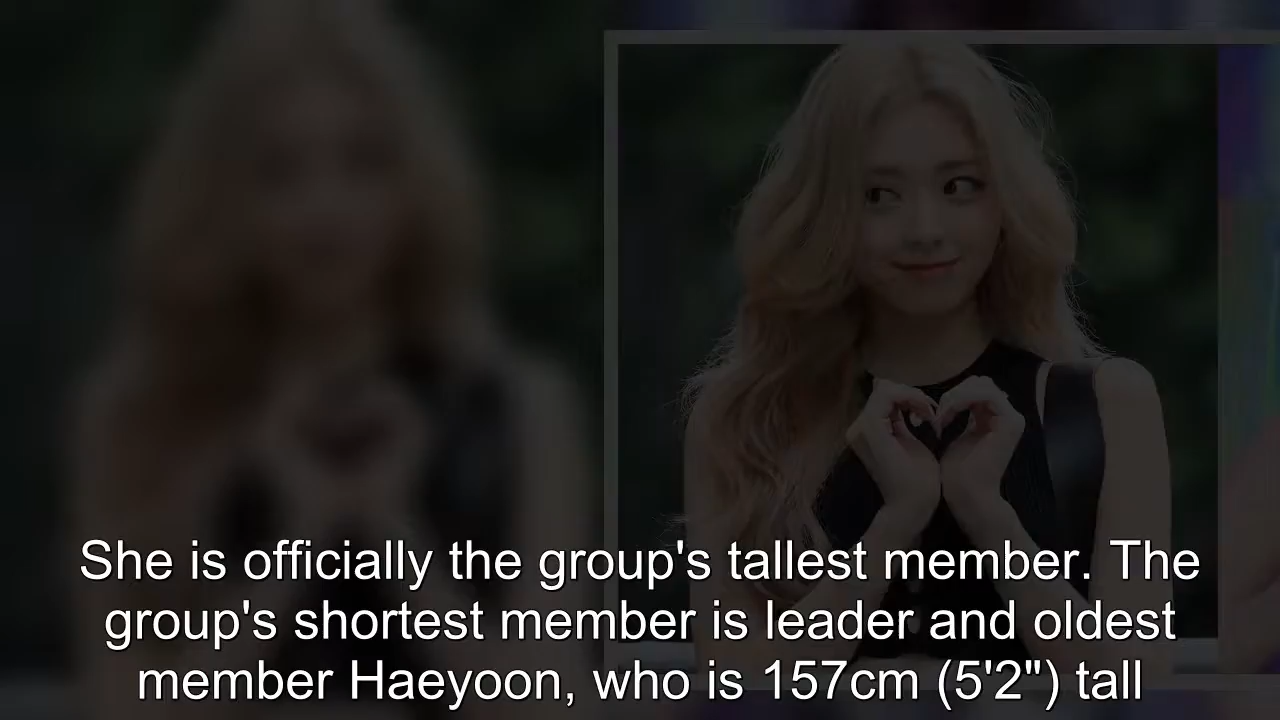 She is officially the group's tallest member. The
group's shortest member is leader and oldest
member Haeyoon, who is 157cm (5'2") tall